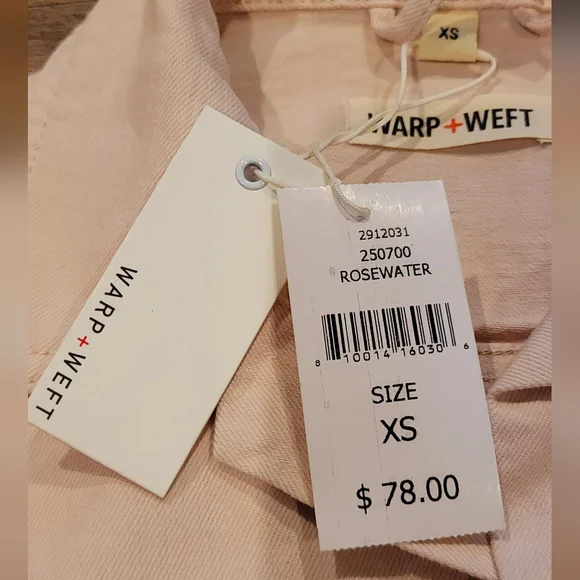 XS
WARP+WEFT
WARP+WEFT
2912031
250700
ROSEWATER
8 10014 16030 6
SIZE
XS
$ 78.00